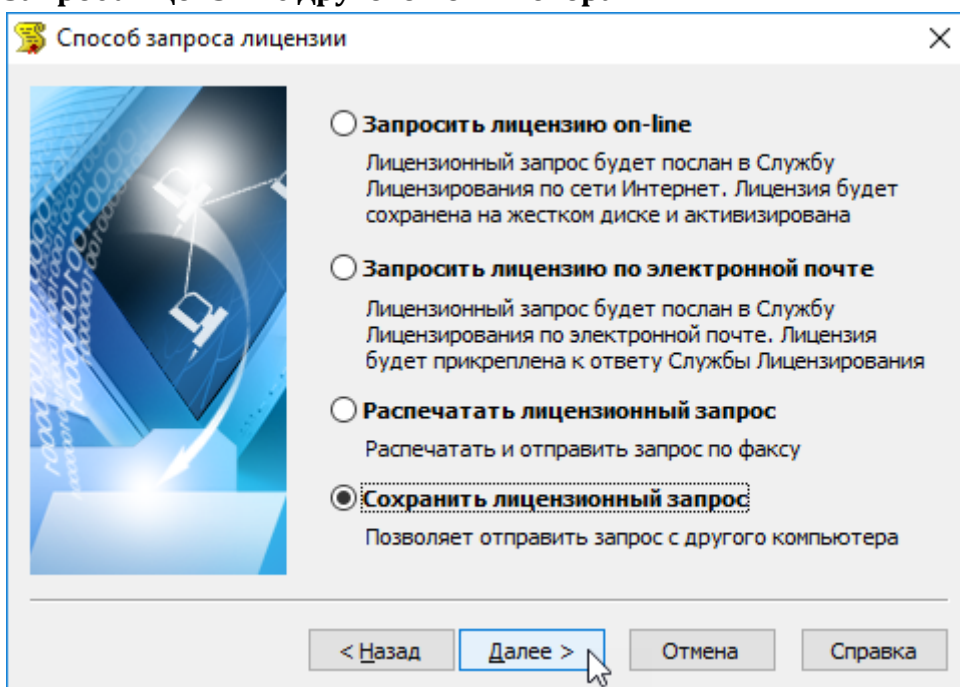 Способ запроса лицензии
Запросить лицензию on-line
Лицензионный запрос будет послан в Службу
Лицензирования по сети Интернет. Лицензия будет
сохранена на жестком диске и активизирована
Запросить лицензию по электронной почте
Лицензионный запрос будет послан в Службу
Лицензирования по электронной почте. Лицензия
будет прикреплена к ответу Службы Лицензирования
Распечатать лицензионный запрос
Распечатать и отправить запрос по факсу
Сохранить лицензионный запрос
Позволяет отправить запрос с другого компьютера
< Назад
Далее >
Отмена
Справка